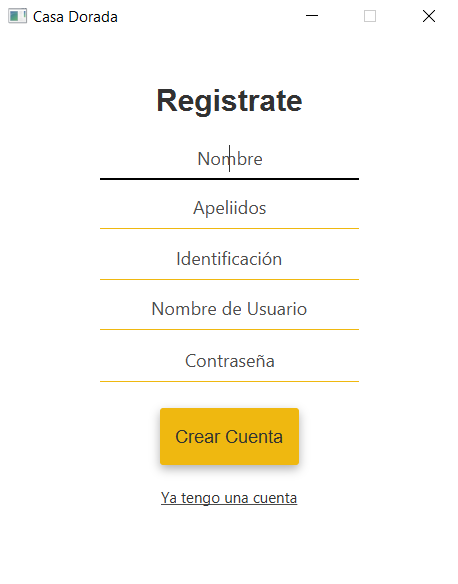 Casa Dorada
Registrate
Nombre
Apeliidos
Identificación
Nombre de Usuario
Contraseña
Crear Cuenta
Ya tengo una cuenta